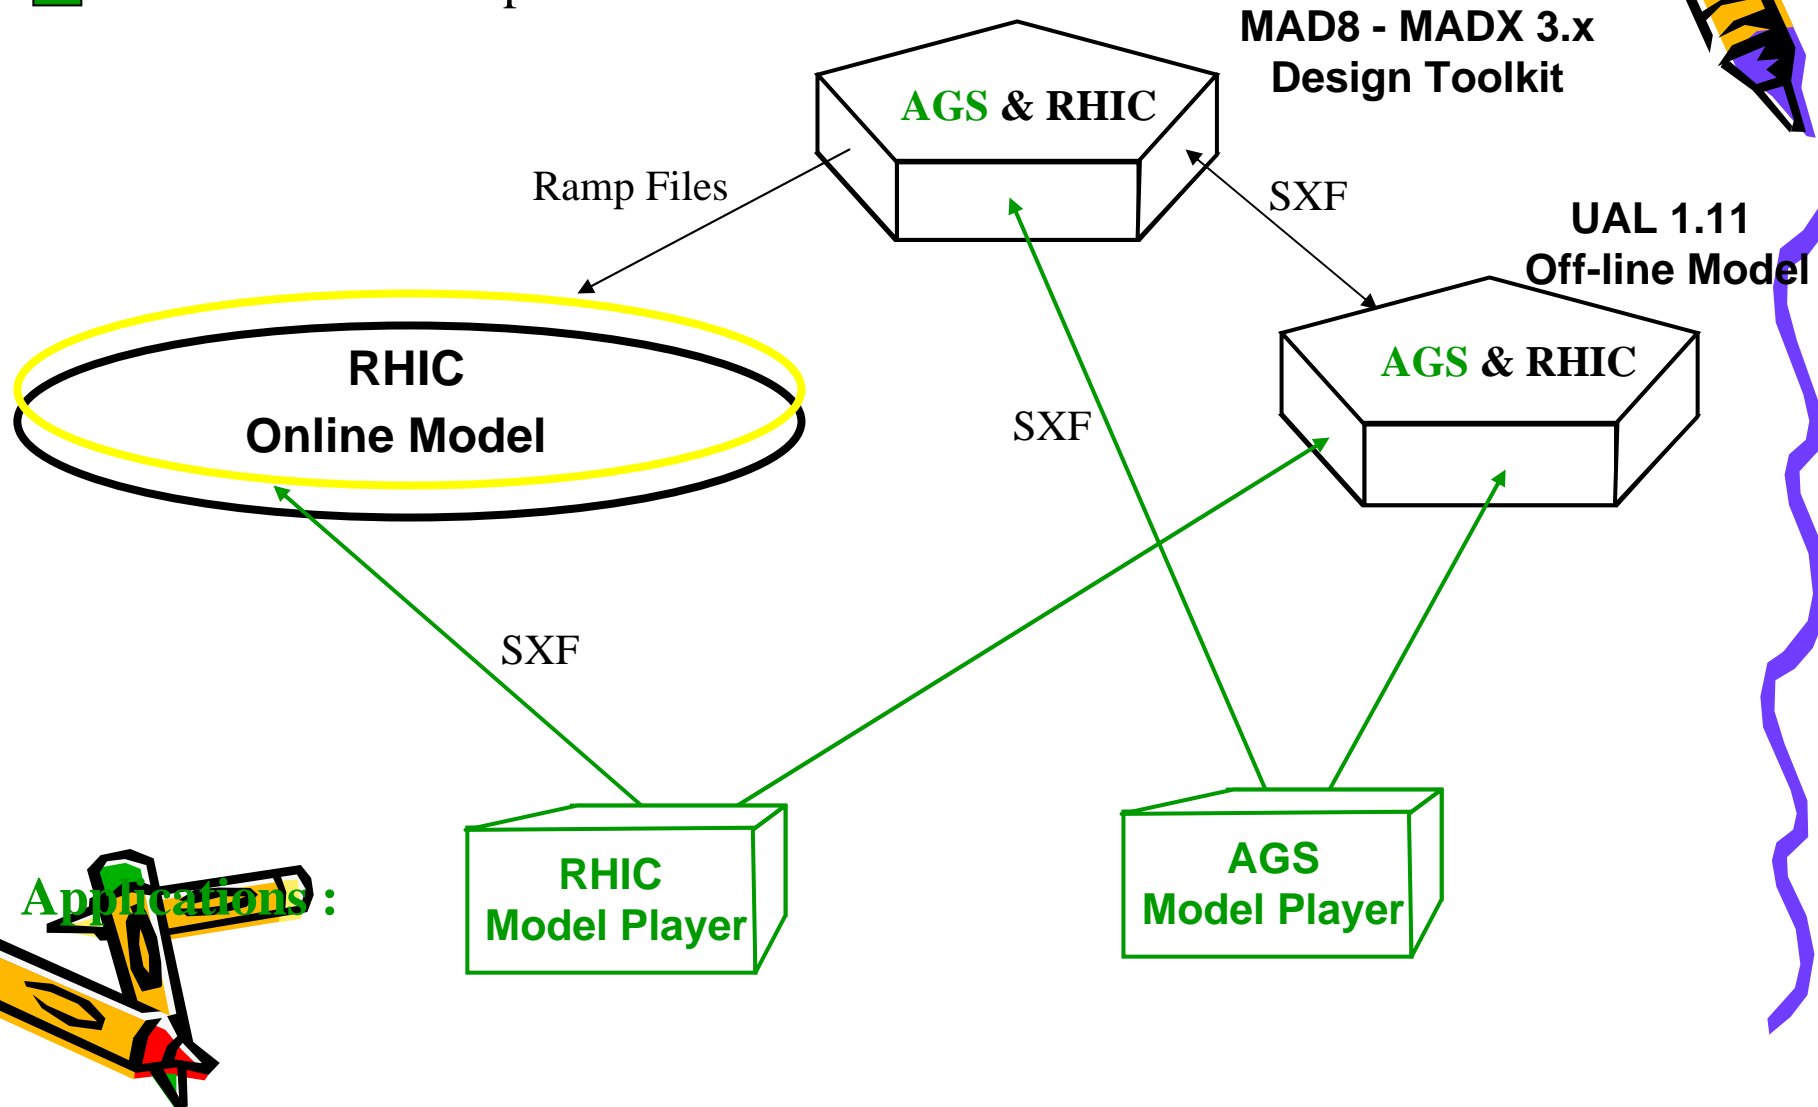 MAD8 - MADX 3.x
Design Toolkit
AGS & RHIC
Ramp Files
SXF
UAL 1.11
Off-line Model
AGS & RHIC
RHIC
Online Model
SXF
SXF
RHIC
Model Player
AGS
Model Player
Applications :